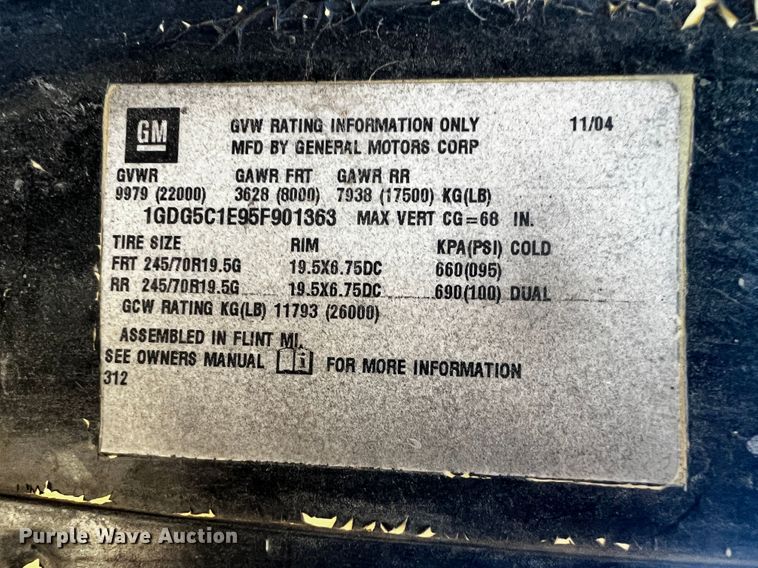 GM GVW RATING INFORMATION ONLY 11/04
MFD BY GENERAL MOTORS CORP
GVWR GAWR FRT GAWR RR
9979 (22000) 3628 (8000) 7938 (17500) KG(LB)
1GDG5C1E95F901363 MAX VERT CG=68 IN.
TIRE SIZE RIM KPA(PSI) COLD
FRT 245/70R19.5G 19.5X6.75DC 660(095)
RR 245/70R19.5G 19.5X6.75DC 690(100) DUAL
GCW RATING KG(LB) 11793 (26000)
ASSEMBLED IN FLINT MI.
SEE OWNERS MANUAL i FOR MORE INFORMATION
312
Purple Wave Auction